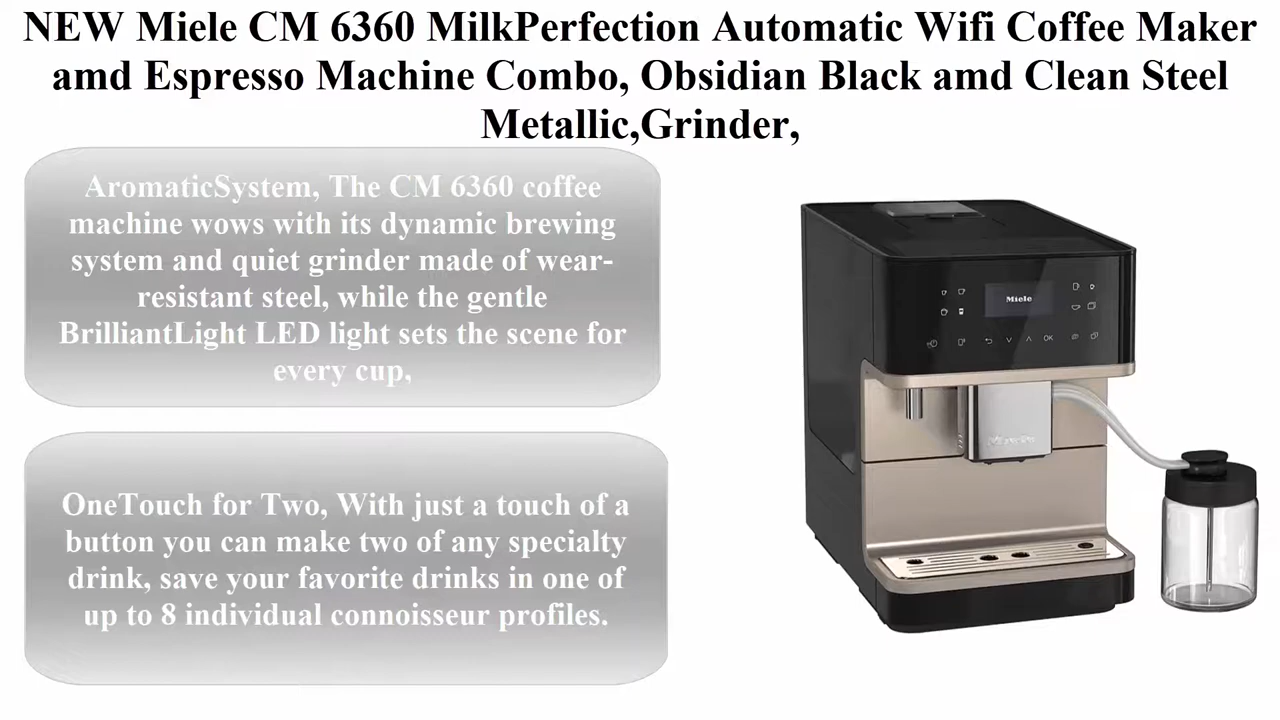 NEW Miele CM 6360 MilkPerfection Automatic Wifi Coffee Maker
amd Espresso Machine Combo, Obsidian Black amd Clean Steel
Metallic,Grinder,
AromaticSystem, The CM 6360 coffee
machine wows with its dynamic brewing
system and quiet grinder made of wear-
resistant steel, while the gentle
BrilliantLight LED light sets the scene for
every cup,
OneTouch for Two, With just a touch of a
button you can make two of any specialty
drink, save your favorite drinks in one of
up to 8 individual connoisseur profiles.
Miele
OK